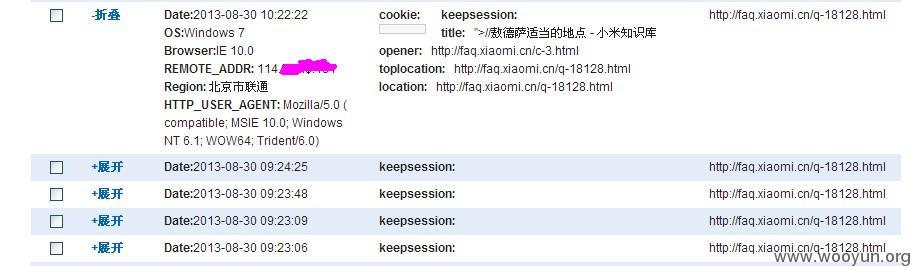 -折叠 Date:2013-08-30 10:22:22 cookie: keepsession: http://faq.xiaomi.cn/q-18128.html
OS:Windows 7 title: ">//敖德萨适当的地点 - 小米知识库
Browser:IE 10.0 opener: http://faq.xiaomi.cn/c-3.html
REMOTE_ADDR: 114. toplocation: http://faq.xiaomi.cn/q-18128.html
Region: 北京市联通 location: http://faq.xiaomi.cn/q-18128.html
HTTP_USER_AGENT: Mozilla/5.0 (
compatible; MSIE 10.0; Windows
NT 6.1; WOW64; Trident/6.0)
+展开 Date:2013-08-30 09:24:25 keepsession: http://faq.xiaomi.cn/q-18128.html
+展开 Date:2013-08-30 09:23:48 keepsession: http://faq.xiaomi.cn/q-18128.html
+展开 Date:2013-08-30 09:23:09 keepsession: http://faq.xiaomi.cn/q-18128.html
+展开 Date:2013-08-30 09:23:06 keepsession: http://faq.xiaomi.cn/q-18128.html
www.wooyun.org